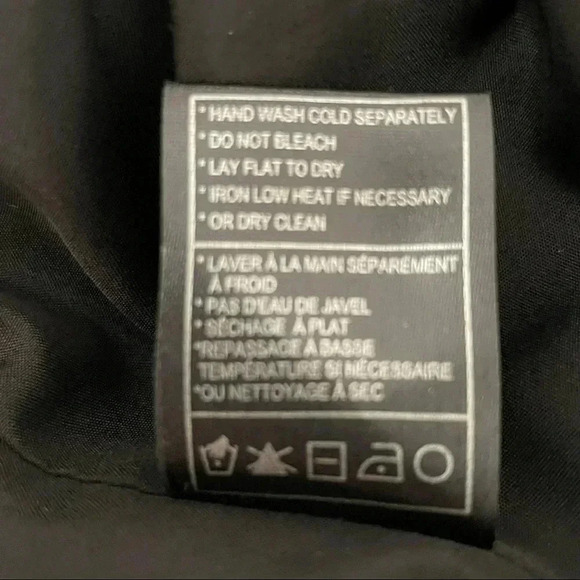 * HAND WASH COLD SEPARATELY
* DO NOT BLEACH
* LAY FLAT TO DRY
* IRON LOW HEAT IF NECESSARY
* OR DRY CLEAN
* LAVER À LA MAIN SÉPARÉMENT
À FROID
* PAS D'EAU DE JAVEL
* SÉCHAGE À PLAT
*REPASSAGE À BASSE
TEMPÉRATURE SI NÉCESSAIRE
*OU NETTOYAGE À SEC